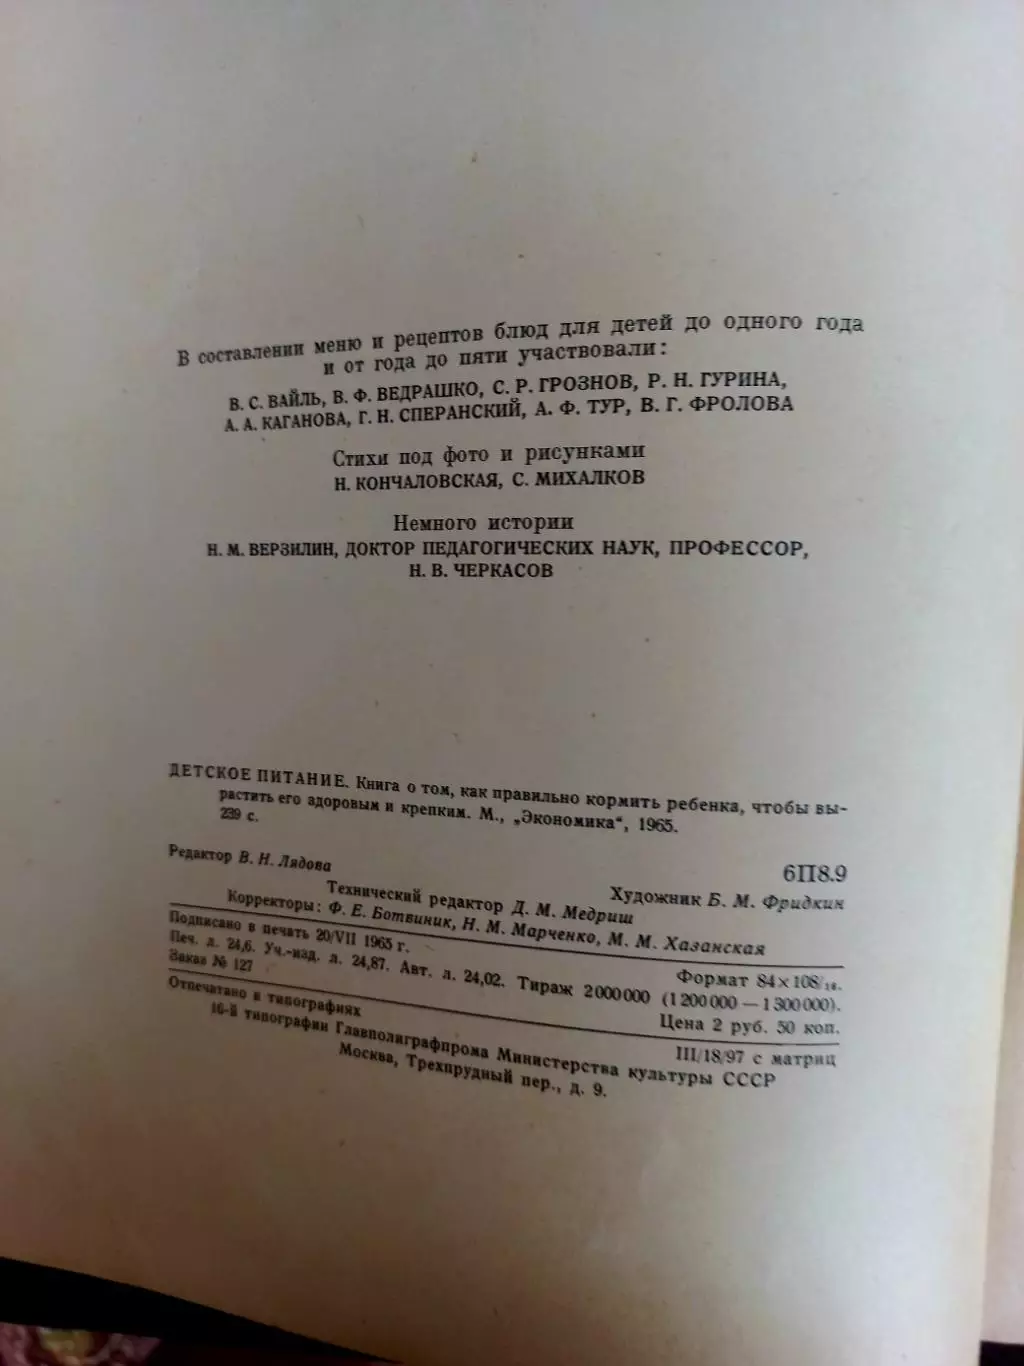 В составлении меню и рецептов блюд для детей до одного года
и от года до пяти участвовали:
В. С. ВАЙЛЬ, В. Ф. ВЕДРАШКО, С. Р. ГРОЗНОВ, Р. Н. ГУРИНА,
А. А. КАГАНОВА, Г. Н. СПЕРАНСКИЙ, А. Ф. ТУР, В. Г. ФРОЛОВА
Стихи под фото и рисунками
Н. КОНЧАЛОВСКАЯ, С. МИХАЛКОВ
Немного истории
Н. М. ВЕРЗИЛИН, ДОКТОР ПЕДАГОГИЧЕСКИХ НАУК, ПРОФЕССОР,
Н. В. ЧЕРКАСОВ
ДЕТСКОЕ ПИТАНИЕ. Книга о том, как правильно кормить ребенка, чтобы вы-
растить его здоровым и крепким. М., „Экономика“, 1965.
239 с.
6П8.9
Редактор В. Н. Лядова
Художник Б. М. Фридкин
Технический редактор Д. М. Медриш
Корректоры: Ф. Е. Ботвиник, Н. М. Марченко, М. М. Хазанская
Подписано в печать 20/VII 1965 г.
Формат 84×108/16.
Печ. л. 24,6. Уч.-изд. л. 24,87. Авт. л. 24,02. Тираж 2 000 000 (1 200 000 — 1 300 000).
Заказ № 127
Цена 2 руб. 50 коп.
Отпечатано в типографиях
III/18/97 с матриц
16-й типографии Главполиграфпрома Министерства культуры СССР
Москва, Трехпрудный пер., д. 9.